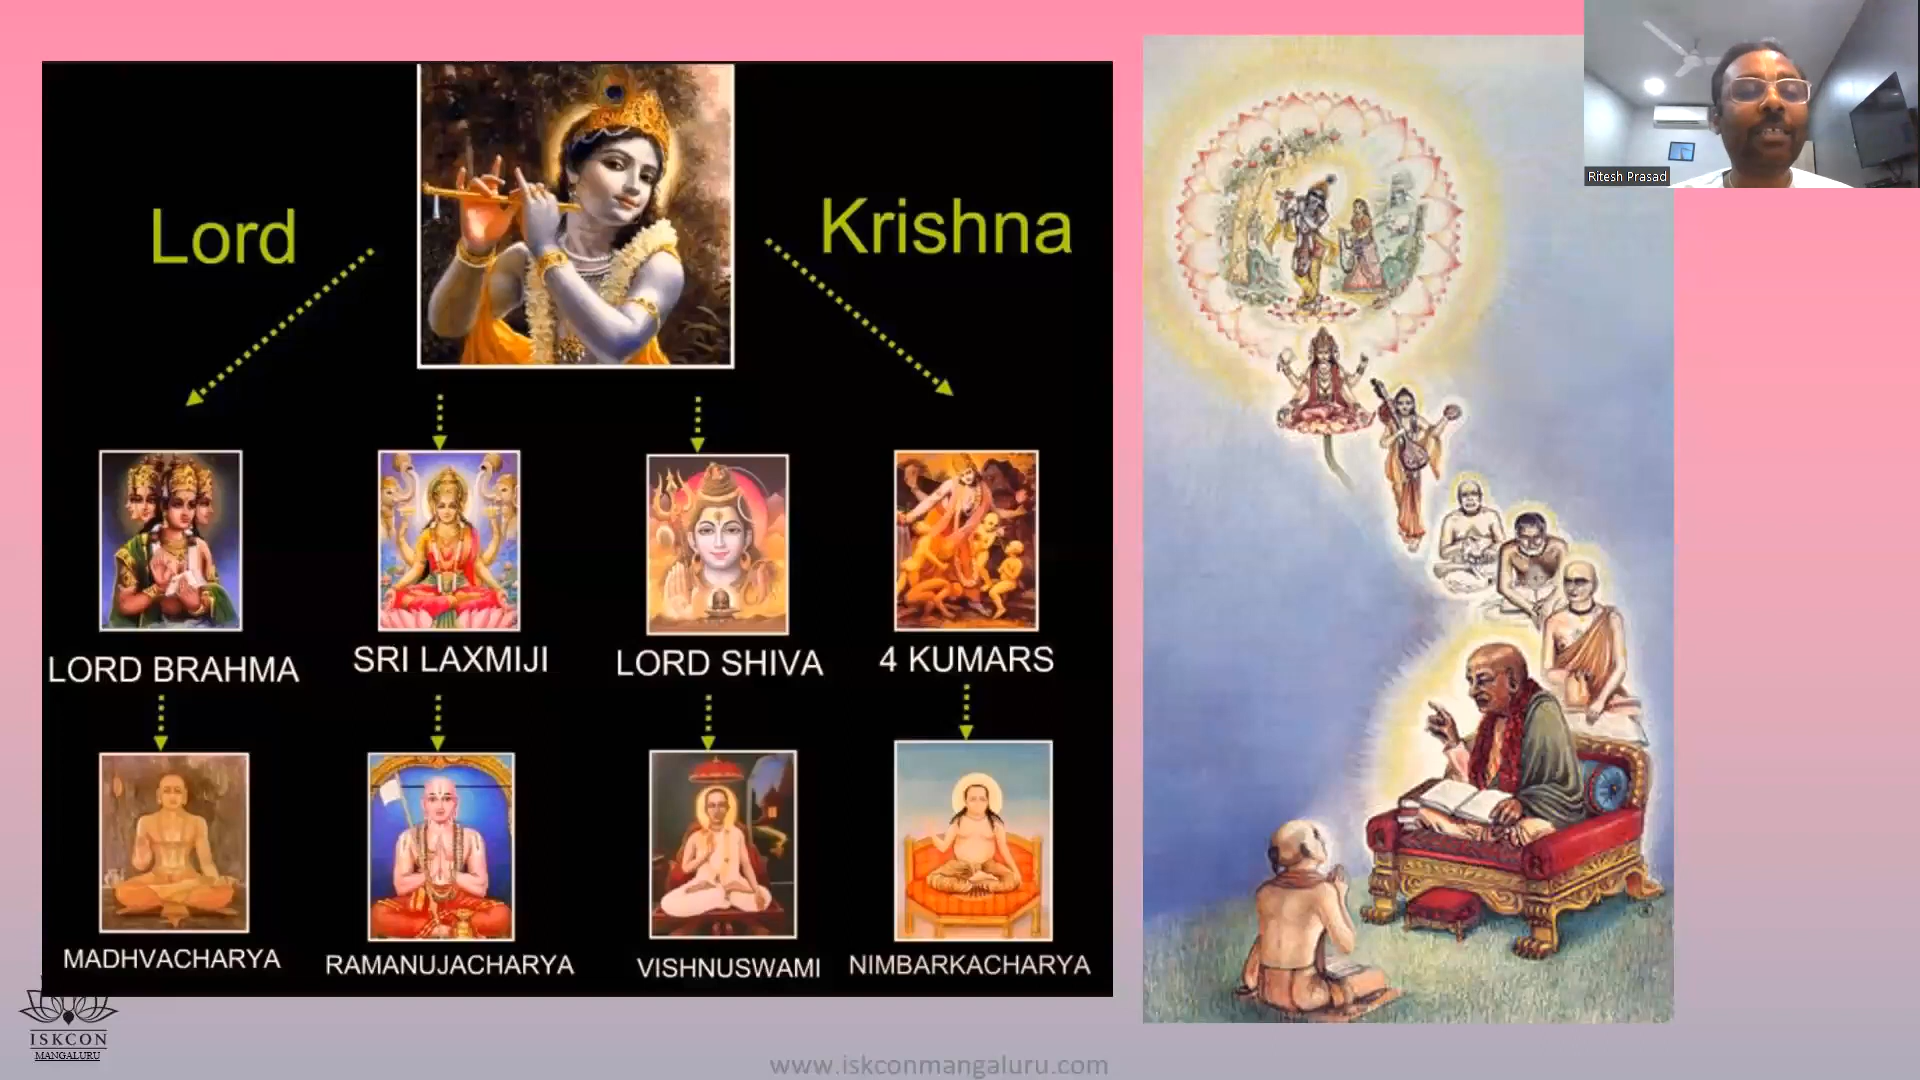 Lord Krishna
Ritesh Prasad
LORD BRAHMA SRI LAXMIJI LORD SHIVA 4 KUMARS
MADHVACHARYA RAMANUJACHARYA VISHNUSWAMI NIMBARKACHARYA
ISKCON
MANGALURU
www.iskconmangaluru.com